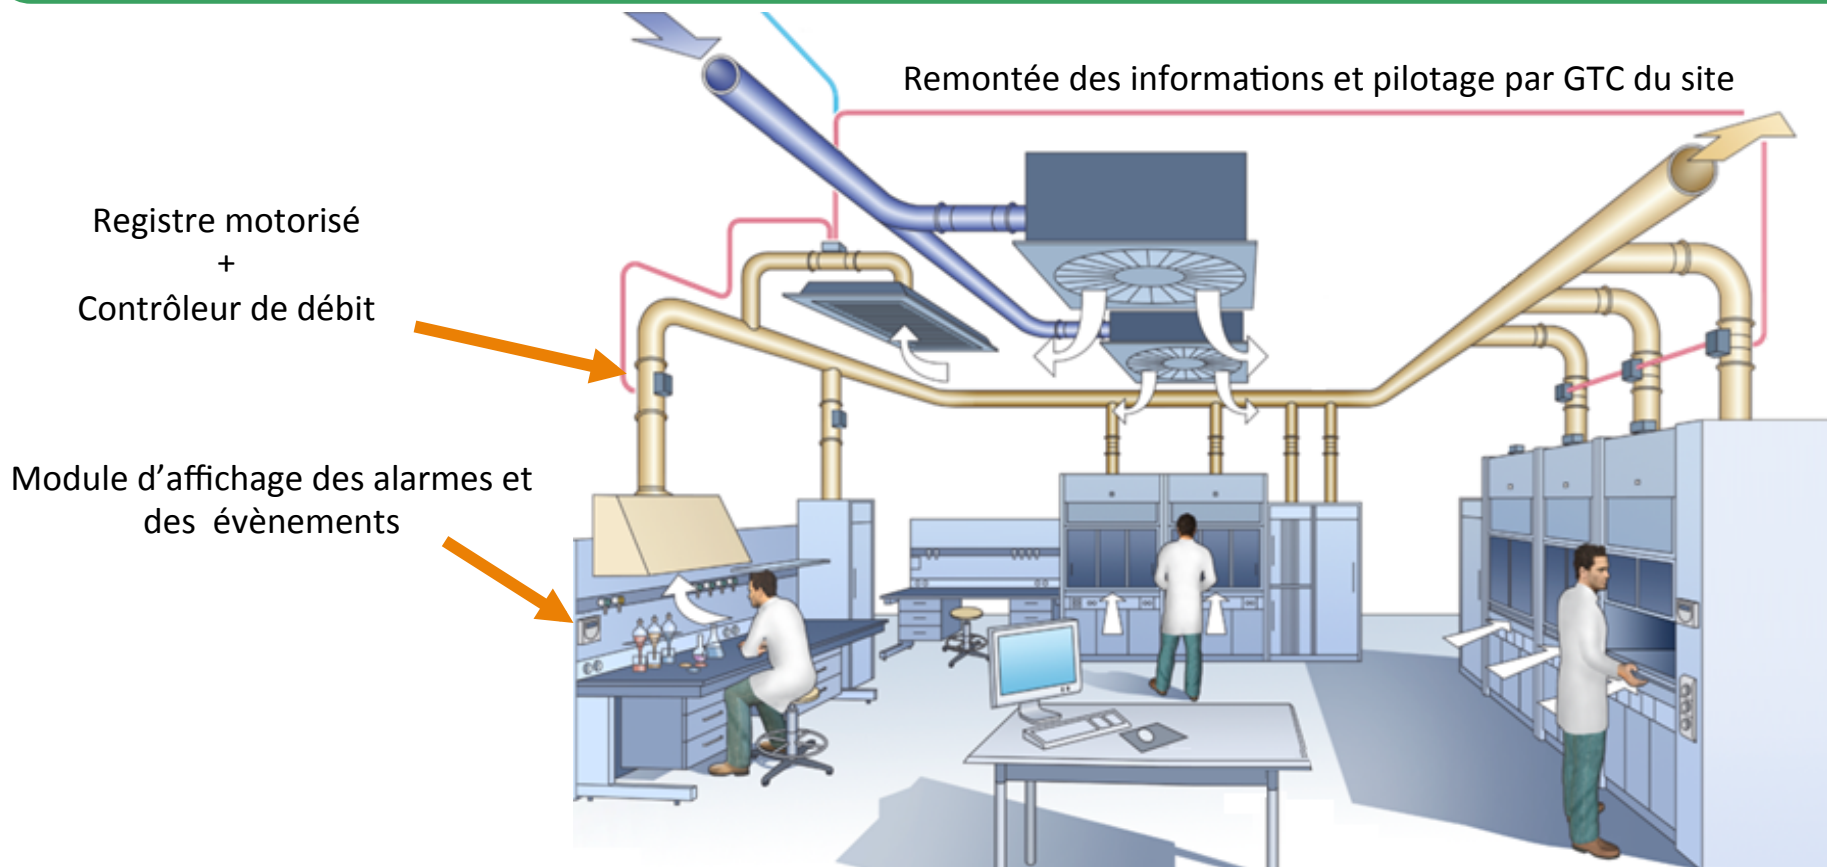 Remontée des informations et pilotage par GTC du site
Registre motorisé
+
Contrôleur de débit
Module d'affichage des alarmes et
des évènements